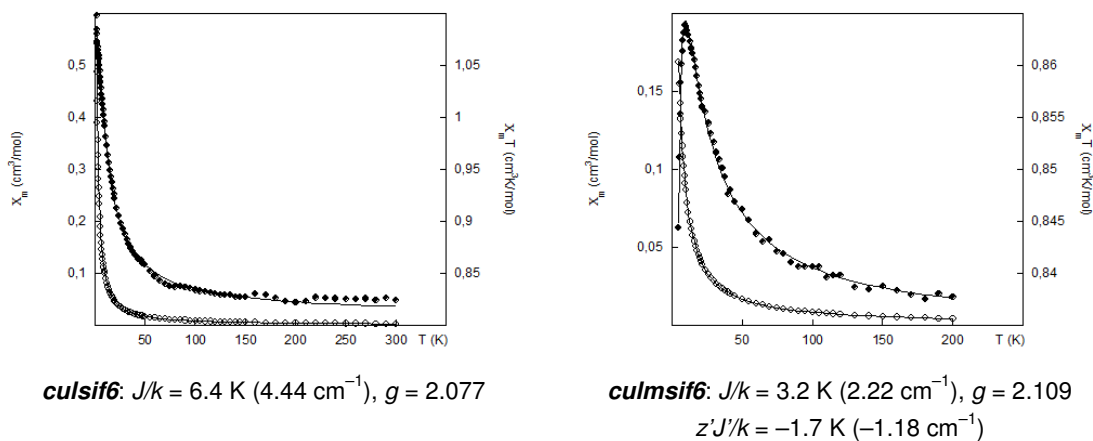 0,5
0,4
0,3
0,2
0,1
X_m (cm³/mol)
1,05
1
0,95
0,9
0,85
X_m T (cm³K/mol)
50 100 150 200 250 300 T (K)
culsif6: J/k = 6.4 K (4.44 cm⁻¹), g = 2.077
0,15
0,1
0,05
X_m (cm³/mol)
0,86
0,855
0,85
0,845
0,84
X_m T (cm³K/mol)
50 100 150 200 T (K)
culmsif6: J/k = 3.2 K (2.22 cm⁻¹), g = 2.109
z'J'/k = –1.7 K (–1.18 cm⁻¹)